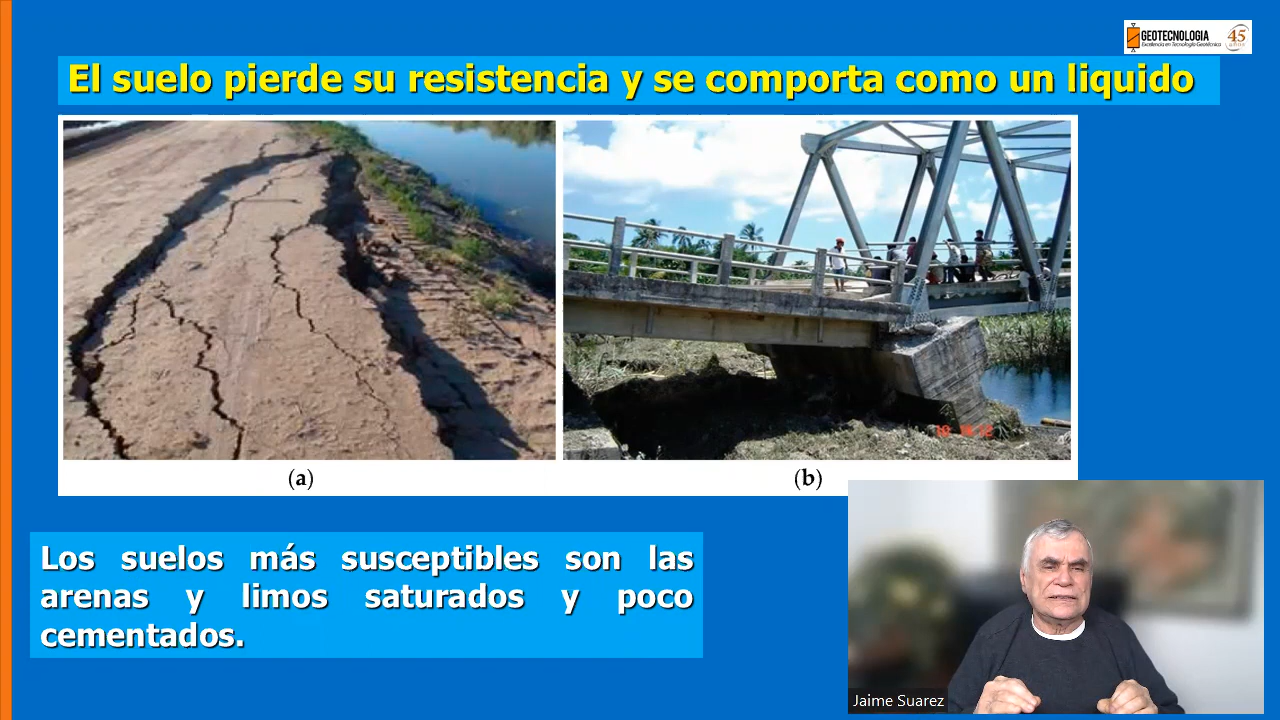 GEOTECNOLOGIA
Excelencia en Tecnología Geotécnica
45
El suelo pierde su resistencia y se comporta como un liquido
(a)
(b)
Los suelos más susceptibles son las
arenas y limos saturados y poco
cementados.
Jaime Suarez